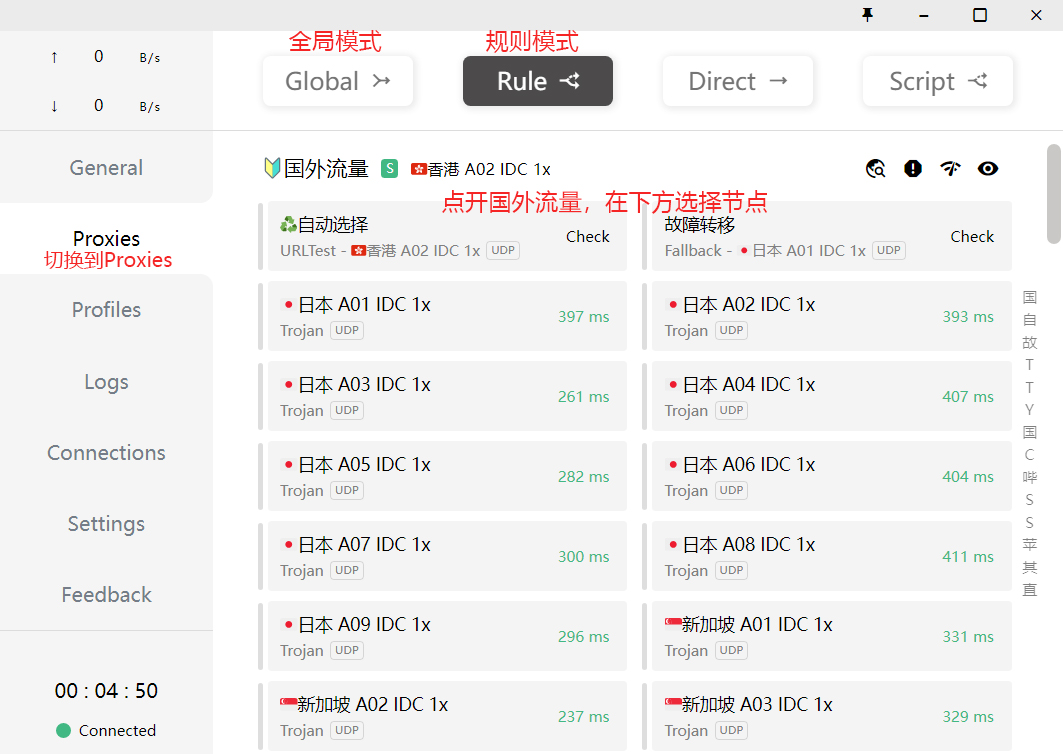 ↑ 0 B/s
↓ 0 B/s
General
Proxies
切换到Proxies
Profiles
Logs
Connections
Settings
Feedback
00 : 04 : 50
Connected
全局模式
规则模式
Global
Rule
Direct
Script
国外流量 S 香港 A02 IDC 1x
点开国外流量，在下方选择节点
自动选择
URLTest - 香港 A02 IDC 1x UDP
Check
故障转移
Fallback - 日本 A01 IDC 1x UDP
Check
日本 A01 IDC 1x
Trojan UDP
397 ms
日本 A02 IDC 1x
Trojan UDP
393 ms
日本 A03 IDC 1x
Trojan UDP
261 ms
日本 A04 IDC 1x
Trojan UDP
407 ms
日本 A05 IDC 1x
Trojan UDP
282 ms
日本 A06 IDC 1x
Trojan UDP
404 ms
日本 A07 IDC 1x
Trojan UDP
300 ms
日本 A08 IDC 1x
Trojan UDP
411 ms
日本 A09 IDC 1x
Trojan UDP
296 ms
新加坡 A01 IDC 1x
Trojan UDP
331 ms
新加坡 A02 IDC 1x
Trojan UDP
237 ms
新加坡 A03 IDC 1x
Trojan UDP
329 ms
国
自
故
T
T
Y
国
C
哔
S
S
苹
其
直